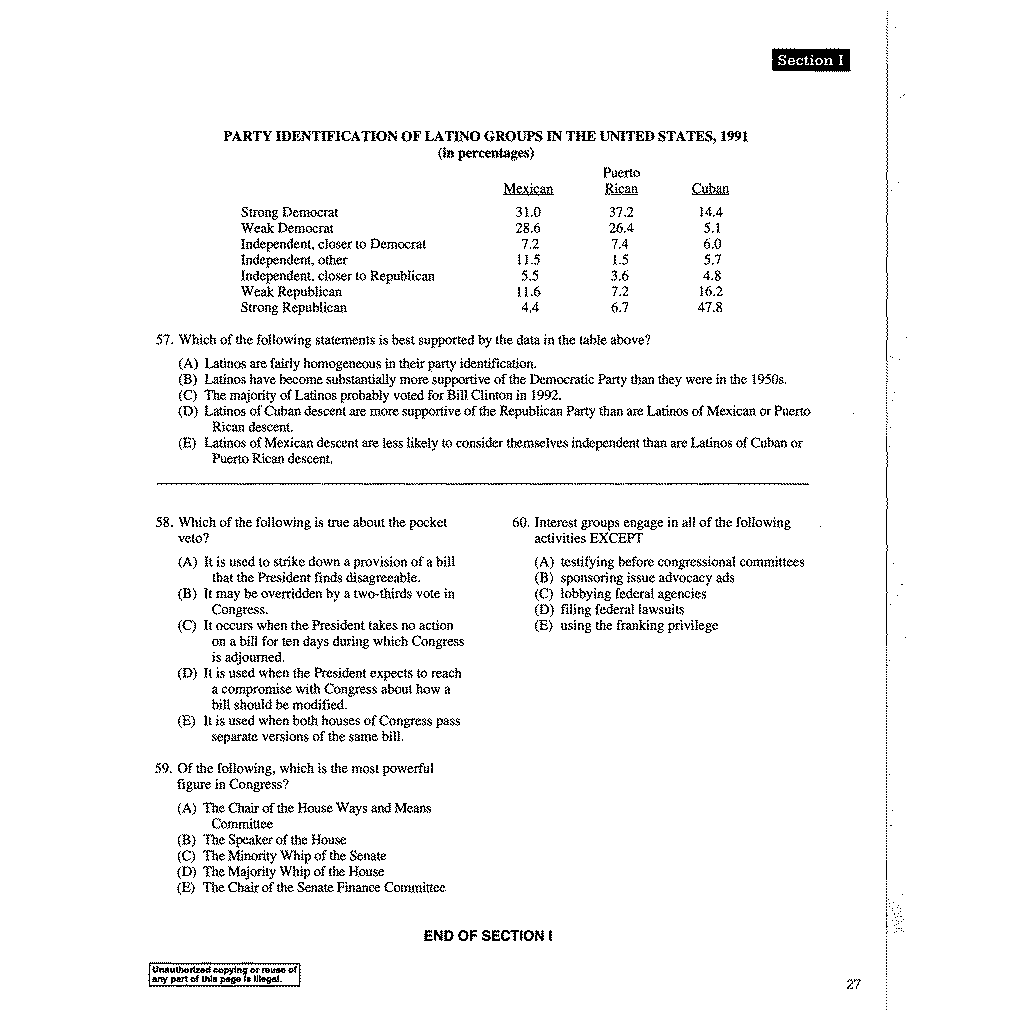 Section I
PARTY IDENTIFICATION OF LATINO GROUPS IN THE UNITED STATES, 1991
(in percentages)
Puerto
Mexican Rican Cuban
Strong Democrat 31.0 37.2 14.4
Weak Democrat 28.6 26.4 5.1
Independent, closer to Democrat 7.2 7.4 6.0
Independent, other 11.5 1.5 5.7
Independent, closer to Republican 5.5 3.6 4.8
Weak Republican 11.6 7.2 16.2
Strong Republican 4.4 6.7 47.8
57. Which of the following statements is best supported by the data in the table above?
(A) Latinos are fairly homogeneous in their party identification.
(B) Latinos have become substantially more supportive of the Democratic Party than they were in the 1950s.
(C) The majority of Latinos probably voted for Bill Clinton in 1992.
(D) Latinos of Cuban descent are more supportive of the Republican Party than are Latinos of Mexican or Puerto
Rican descent.
(E) Latinos of Mexican descent are less likely to consider themselves independent than are Latinos of Cuban or
Puerto Rican descent.
58. Which of the following is true about the pocket
veto?
(A) It is used to strike down a provision of a bill
that the President finds disagreeable.
(B) It may be overridden by a two-thirds vote in
Congress.
(C) It occurs when the President takes no action
on a bill for ten days during which Congress
is adjourned.
(D) It is used when the President expects to reach
a compromise with Congress about how a
bill should be modified.
(E) It is used when both houses of Congress pass
separate versions of the same bill.
59. Of the following, which is the most powerful
figure in Congress?
(A) The Chair of the House Ways and Means
Committee
(B) The Speaker of the House
(C) The Minority Whip of the Senate
(D) The Majority Whip of the House
(E) The Chair of the Senate Finance Committee
60. Interest groups engage in all of the following
activities EXCEPT
(A) testifying before congressional committees
(B) sponsoring issue advocacy ads
(C) lobbying federal agencies
(D) filing federal lawsuits
(E) using the franking privilege
END OF SECTION I
Unauthorized copying or reuse of
any part of this page is illegal.
27